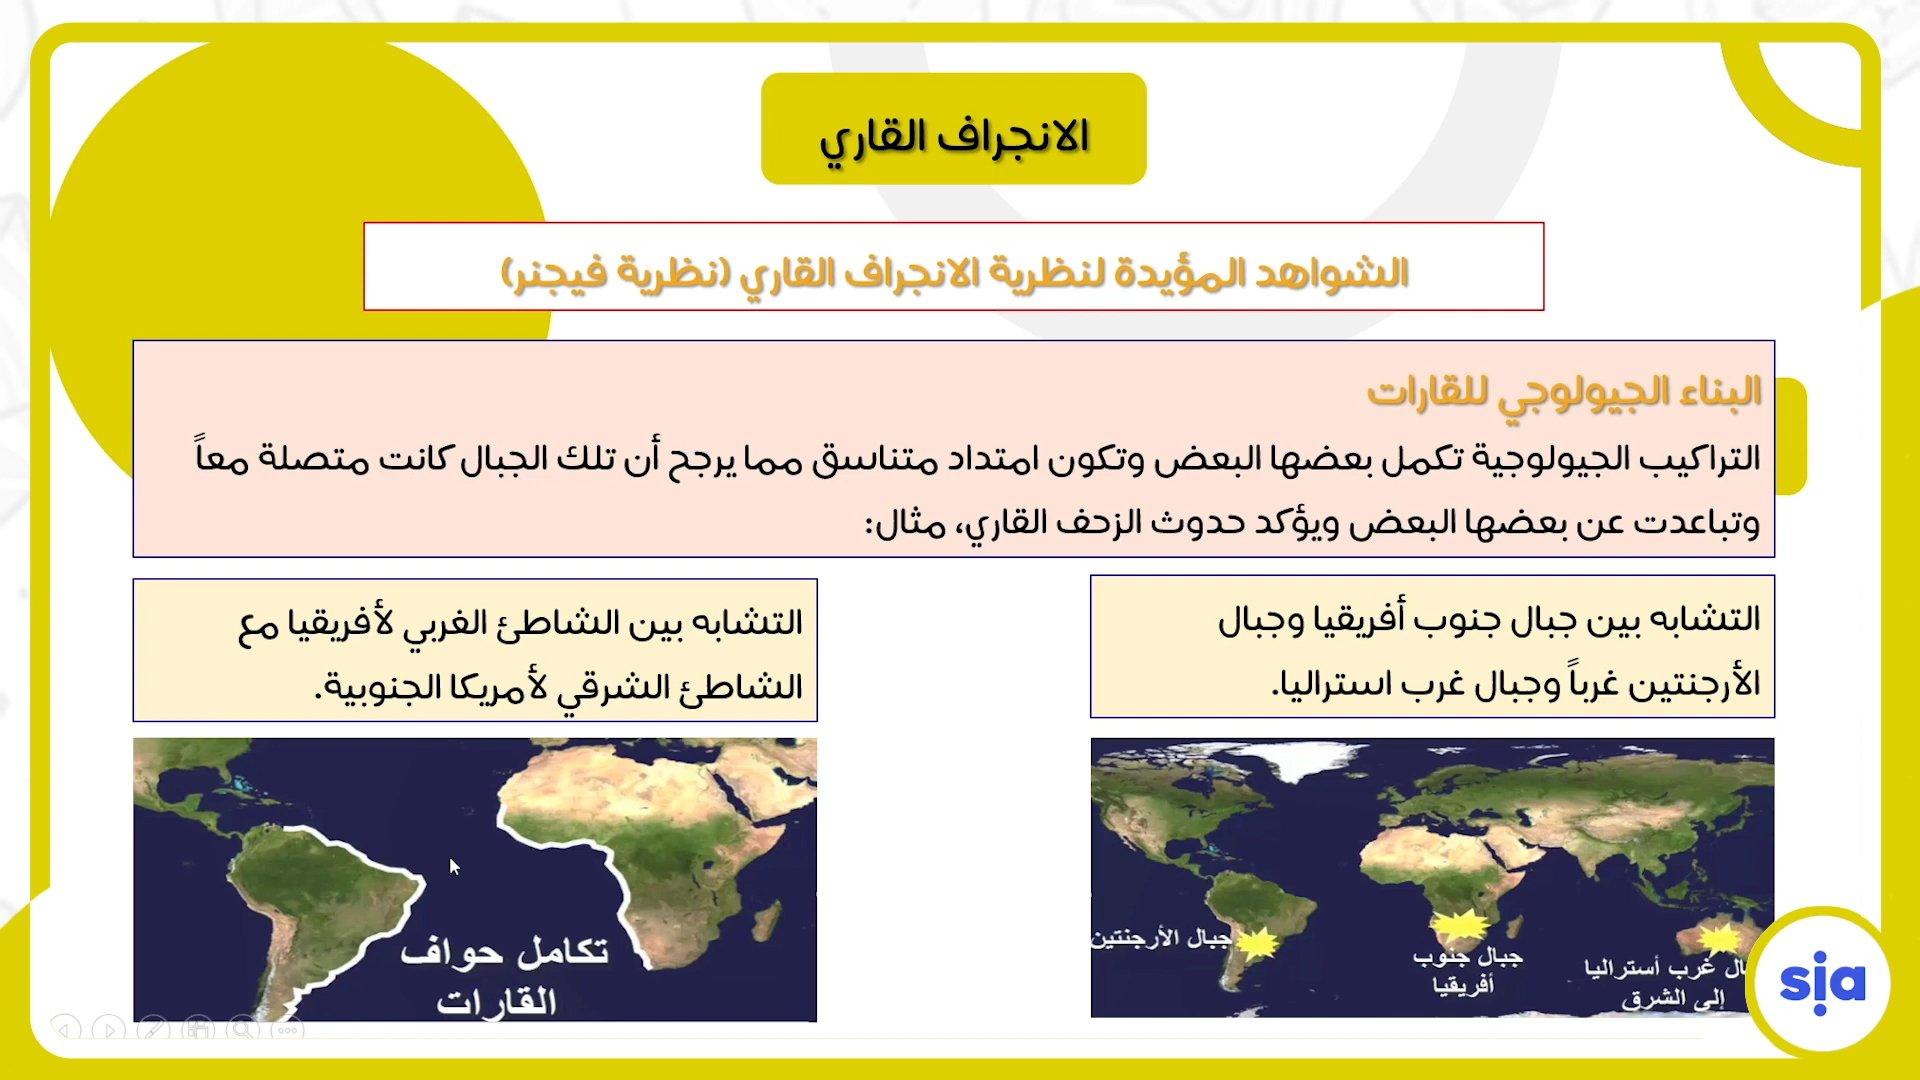 الانجراف القاري
الشواهد المؤيدة لنظرية الانجراف القاري (نظرية فيجنر)
البناء الجيولوجي للقارات
التراكيب الجيولوجية تكمل بعضها البعض وتكون امتداد متناسق مما يرجح أن تلك الجبال كانت متصلة معاً
وتباعدت عن بعضها البعض ويؤكد حدوث الزحف القاري، مثال:
التشابه بين جبال جنوب أفريقيا وجبال
الأرجنتين غرباً وجبال غرب استراليا.
التشابه بين الشاطئ الغربي لأفريقيا مع
الشاطئ الشرقي لأمريكا الجنوبية.
جبال الأرجنتين
جبال جنوب
أفريقيا
غرب أستراليا
إلى الشرق
تكامل حواف
القارات
sia